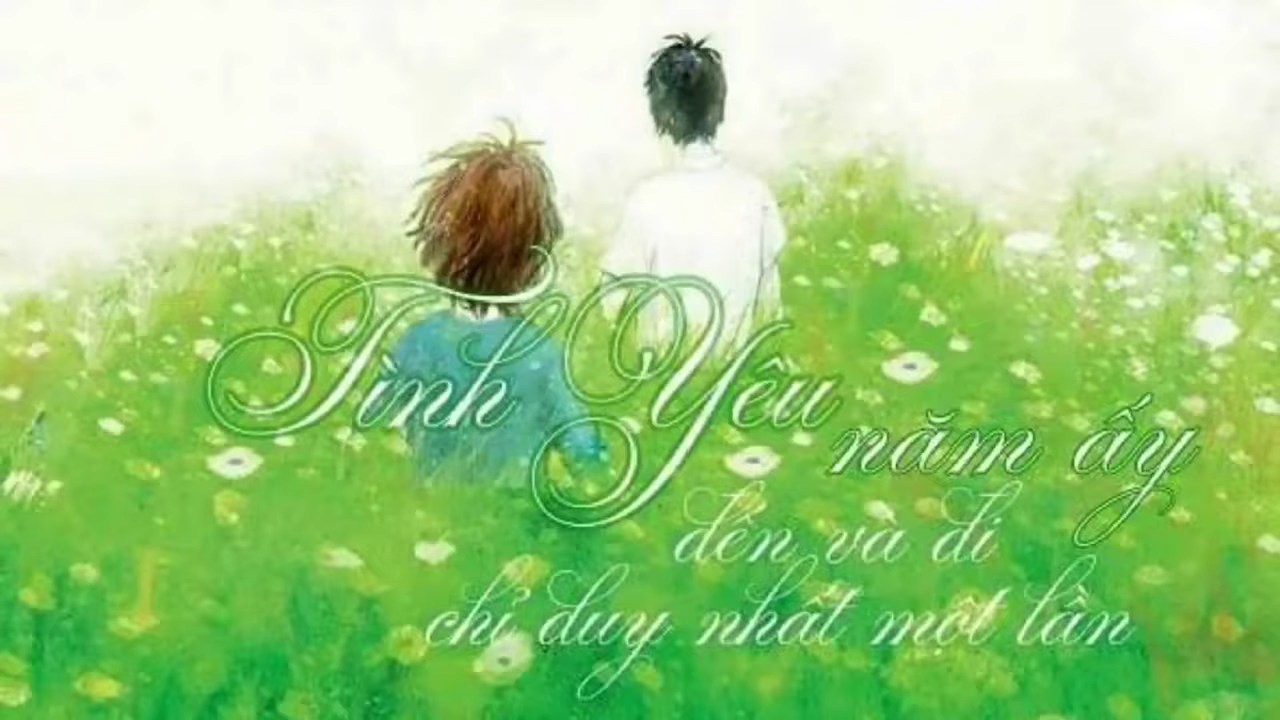 Tình Yêu
năm ấy
đến và đi
chỉ duy nhất một lần